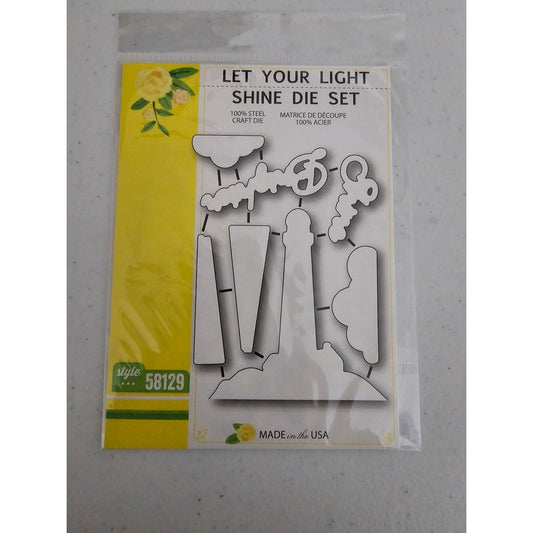 LET YOUR LIGHT
SHINE DIE SET
100% STEEL
CRAFT DIE
MATRICE DE DÉCOUPE
100% ACIER
style
58129
MADE in the USA